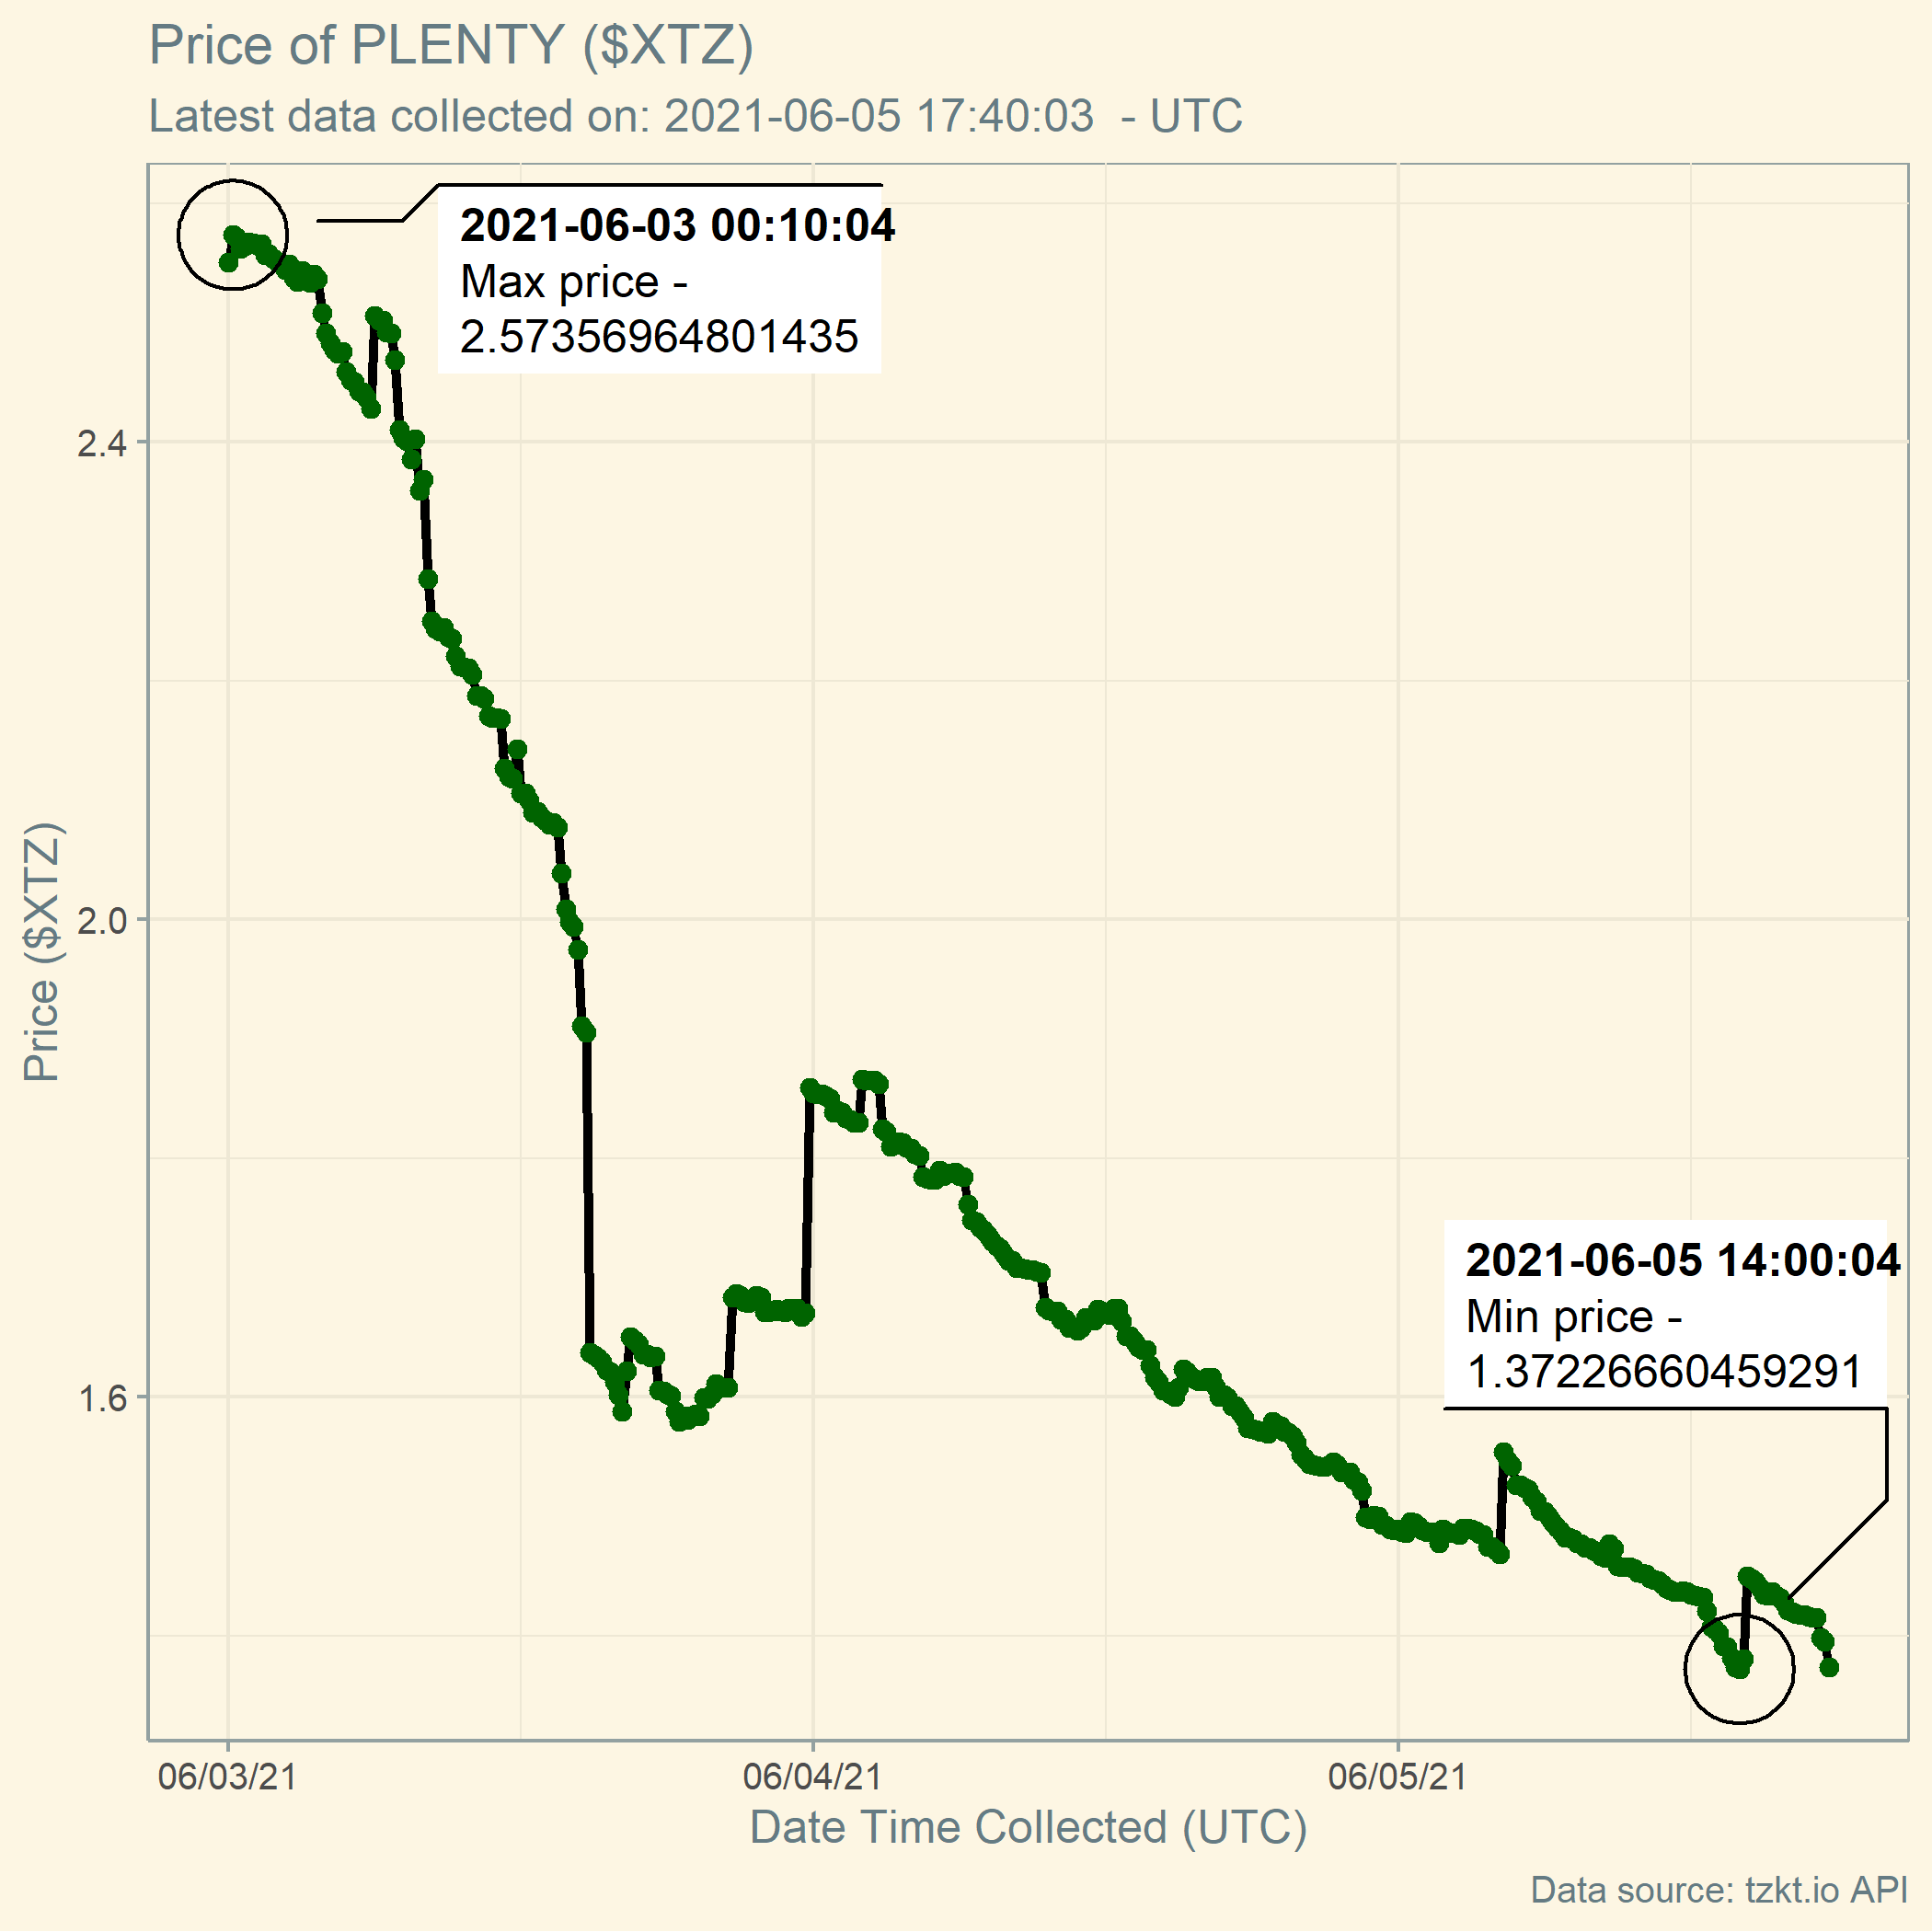 Price of PLENTY ($XTZ)
Latest data collected on: 2021-06-05 17:40:03  - UTC
2021-06-03 00:10:04
Max price -
2.57356964801435
2.4
2.0
1.6
Price ($XTZ)
2021-06-05 14:00:04
Min price -
1.37226660459291
06/03/21
06/04/21
06/05/21
Date Time Collected (UTC)
Data source: tzkt.io API